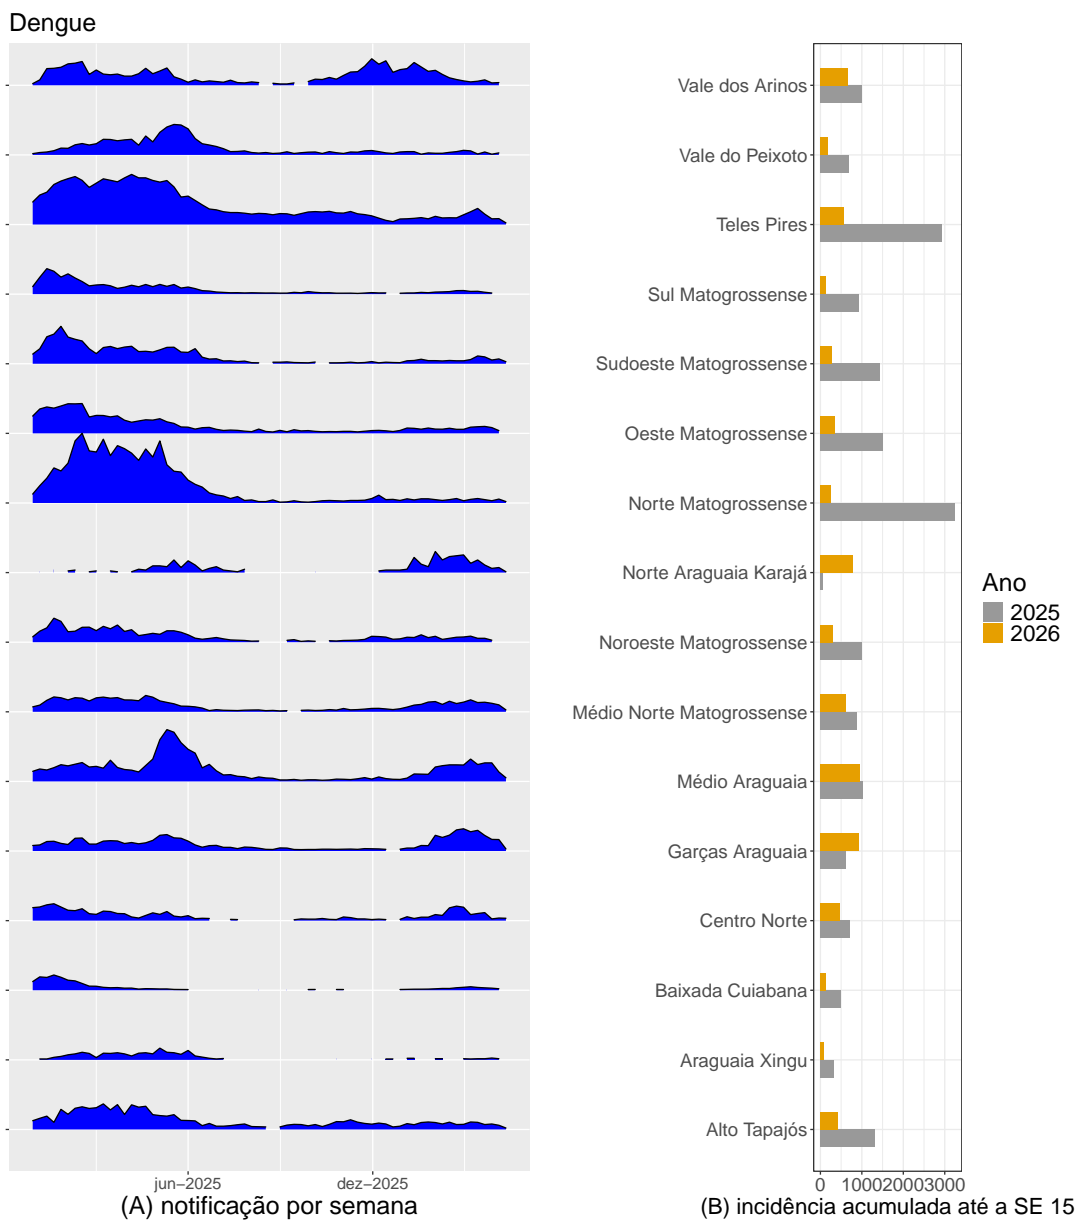 Dengue
Vale dos Arinos
Vale do Peixoto
Teles Pires
Sul Matogrossense
Sudoeste Matogrossense
Oeste Matogrossense
Norte Matogrossense
Norte Araguaia Karajá
Noroeste Matogrossense
Médio Norte Matogrossense
Médio Araguaia
Garças Araguaia
Centro Norte
Baixada Cuiabana
Araguaia Xingu
Alto Tapajós
Ano
2025
2026
jun−2025 dez−2025
0 1000 2000 3000
(A) notificação por semana
(B) incidência acumulada até a SE 15